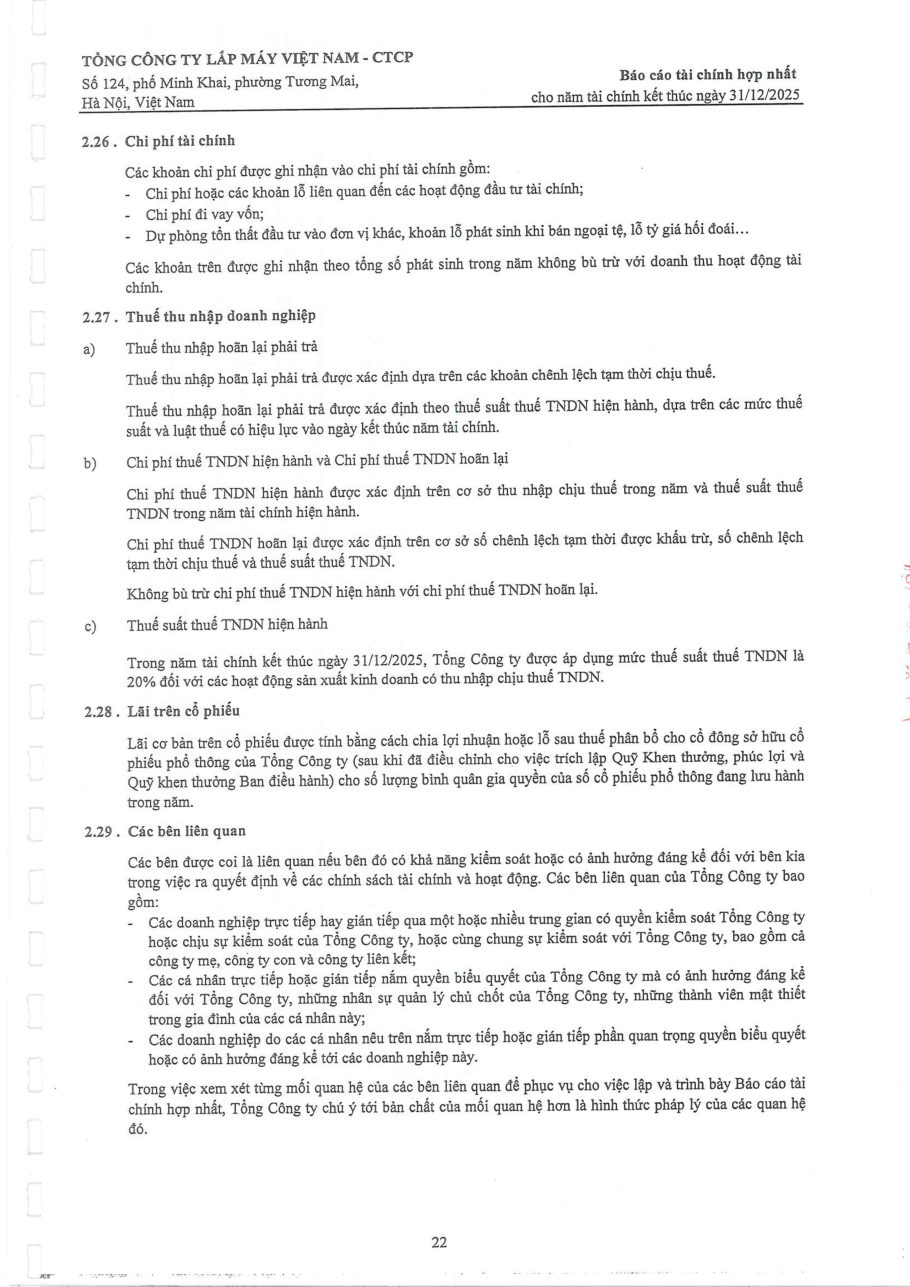 TỔNG CÔNG TY LẮP MÁY VIỆT NAM - CTCP
Số 124, phố Minh Khai, phường Tương Mai,
Hà Nội, Việt Nam
Báo cáo tài chính hợp nhất
cho năm tài chính kết thúc ngày 31/12/2025
2.26 . Chi phí tài chính
Các khoản chi phí được ghi nhận vào chi phí tài chính gồm:
- Chi phí hoặc các khoản lỗ liên quan đến các hoạt động đầu tư tài chính;
- Chi phí đi vay vốn;
- Dự phòng tổn thất đầu tư vào đơn vị khác, khoản lỗ phát sinh khi bán ngoại tệ, lỗ tỷ giá hối đoái...
Các khoản trên được ghi nhận theo tổng số phát sinh trong năm không bù trừ với doanh thu hoạt động tài
chính.
2.27 . Thuế thu nhập doanh nghiệp
a) Thuế thu nhập hoãn lại phải trả
Thuế thu nhập hoãn lại phải trả được xác định dựa trên các khoản chênh lệch tạm thời chịu thuế.
Thuế thu nhập hoãn lại phải trả được xác định theo thuế suất thuế TNDN hiện hành, dựa trên các mức thuế
suất và luật thuế có hiệu lực vào ngày kết thúc năm tài chính.
b) Chi phí thuế TNDN hiện hành và Chi phí thuế TNDN hoãn lại
Chi phí thuế TNDN hiện hành được xác định trên cơ sở thu nhập chịu thuế trong năm và thuế suất thuế
TNDN trong năm tài chính hiện hành.
Chi phí thuế TNDN hoãn lại được xác định trên cơ sở số chênh lệch tạm thời được khấu trừ, số chênh lệch
tạm thời chịu thuế và thuế suất thuế TNDN.
Không bù trừ chi phí thuế TNDN hiện hành với chi phí thuế TNDN hoãn lại.
c) Thuế suất thuế TNDN hiện hành
Trong năm tài chính kết thúc ngày 31/12/2025, Tổng Công ty được áp dụng mức thuế suất thuế TNDN là
20% đối với các hoạt động sản xuất kinh doanh có thu nhập chịu thuế TNDN.
2.28 . Lãi trên cổ phiếu
Lãi cơ bản trên cổ phiếu được tính bằng cách chia lợi nhuận hoặc lỗ sau thuế phân bổ cho cổ đông sở hữu cổ
phiếu phổ thông của Tổng Công ty (sau khi đã điều chỉnh cho việc trích lập Quỹ Khen thưởng, phúc lợi và
Quỹ khen thưởng Ban điều hành) cho số lượng bình quân gia quyền của số cổ phiếu phổ thông đang lưu hành
trong năm.
2.29 . Các bên liên quan
Các bên được coi là liên quan nếu bên đó có khả năng kiểm soát hoặc có ảnh hưởng đáng kể đối với bên kia
trong việc ra quyết định về các chính sách tài chính và hoạt động. Các bên liên quan của Tổng Công ty bao
gồm:
- Các doanh nghiệp trực tiếp hay gián tiếp qua một hoặc nhiều trung gian có quyền kiểm soát Tổng Công ty
hoặc chịu sự kiểm soát của Tổng Công ty, hoặc cùng chung sự kiểm soát với Tổng Công ty, bao gồm cả
công ty mẹ, công ty con và công ty liên kết;
- Các cá nhân trực tiếp hoặc gián tiếp nắm quyền biểu quyết của Tổng Công ty mà có ảnh hưởng đáng kể
đối với Tổng Công ty, những nhân sự quản lý chủ chốt của Tổng Công ty, những thành viên mật thiết
trong gia đình của các cá nhân này;
- Các doanh nghiệp do các cá nhân nêu trên nắm trực tiếp hoặc gián tiếp phần quan trọng quyền biểu quyết
hoặc có ảnh hưởng đáng kể tới các doanh nghiệp này.
Trong việc xem xét từng mối quan hệ của các bên liên quan để phục vụ cho việc lập và trình bày Báo cáo tài
chính hợp nhất, Tổng Công ty chú ý tới bản chất của mối quan hệ hơn là hình thức pháp lý của các quan hệ
đó.
22